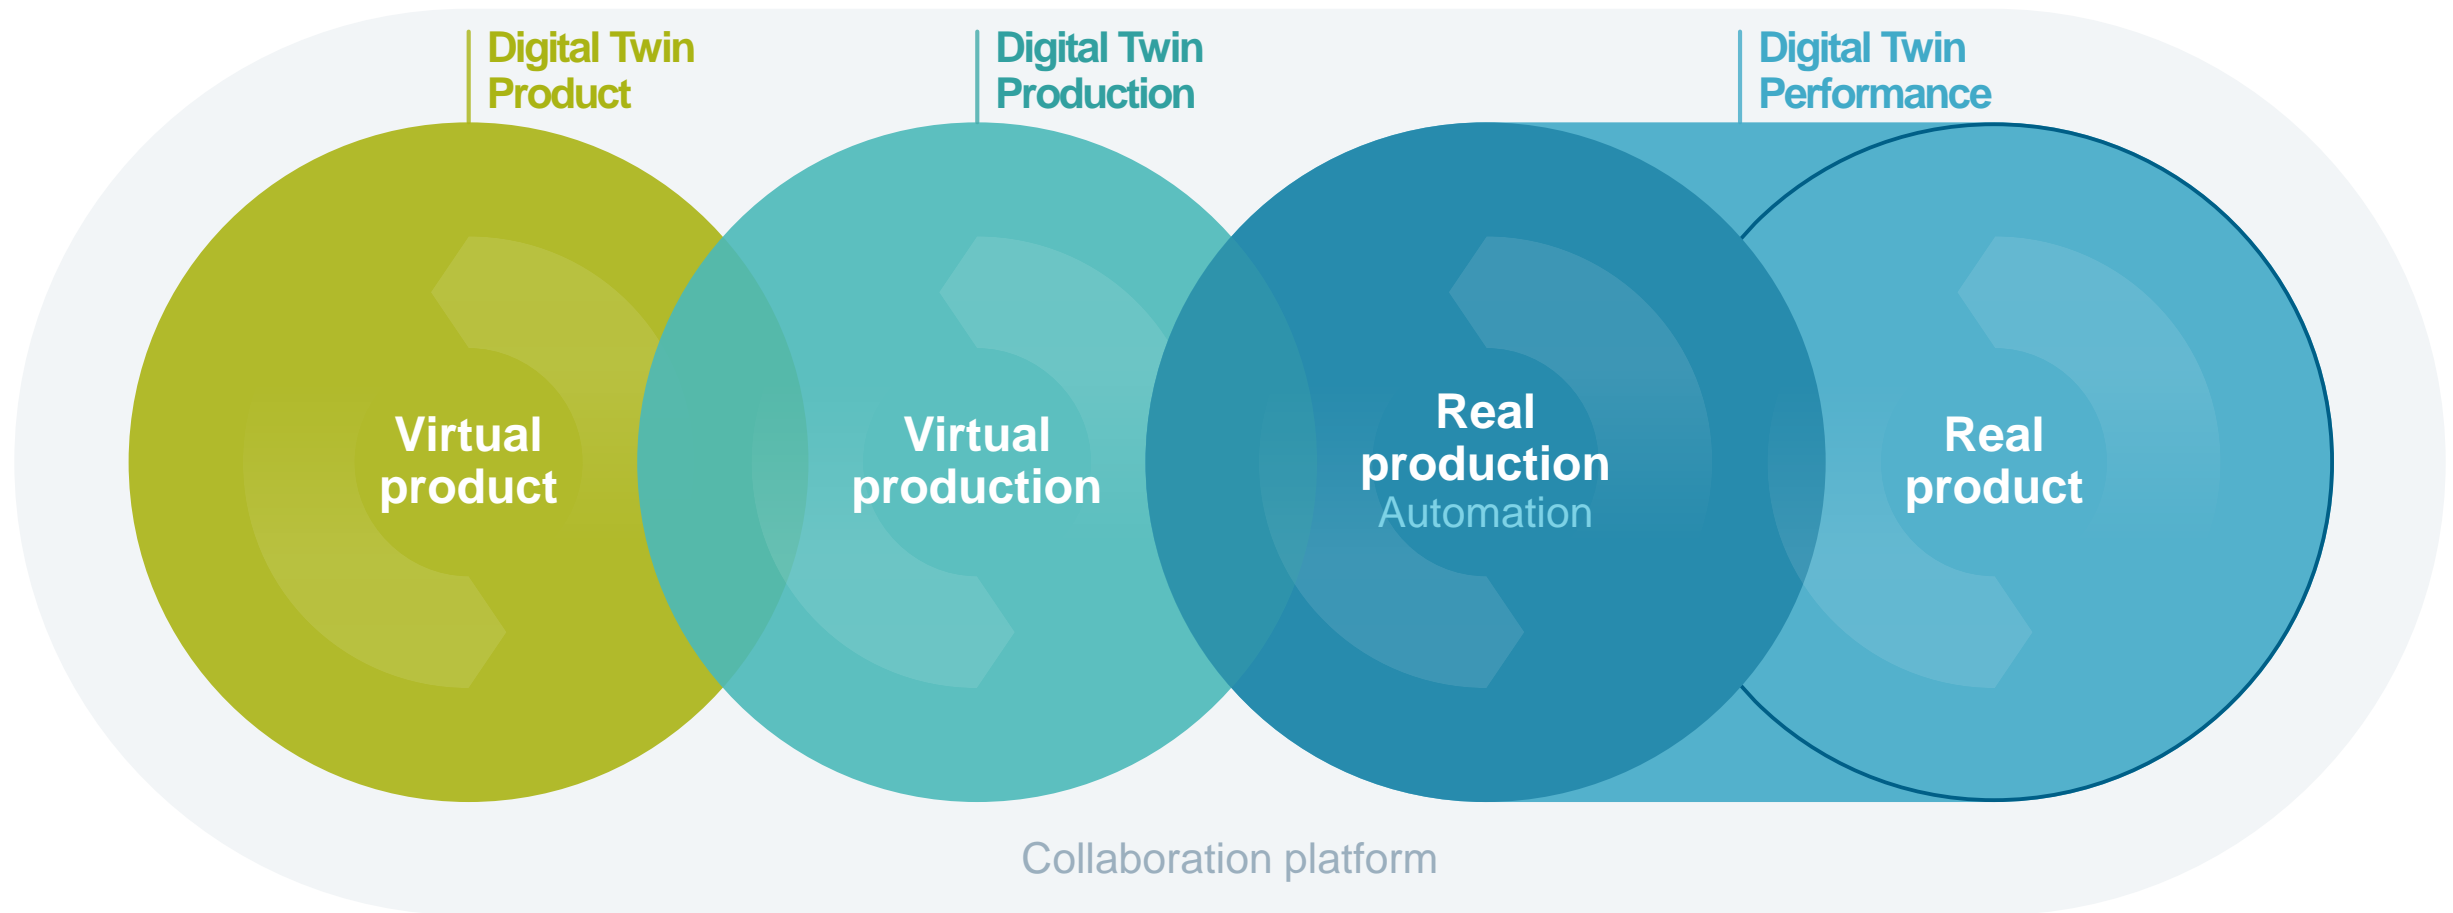 Digital Twin
Product
Digital Twin
Production
Digital Twin
Performance
Virtual
product
Virtual
production
Real
production
Automation
Real
product
Collaboration platform